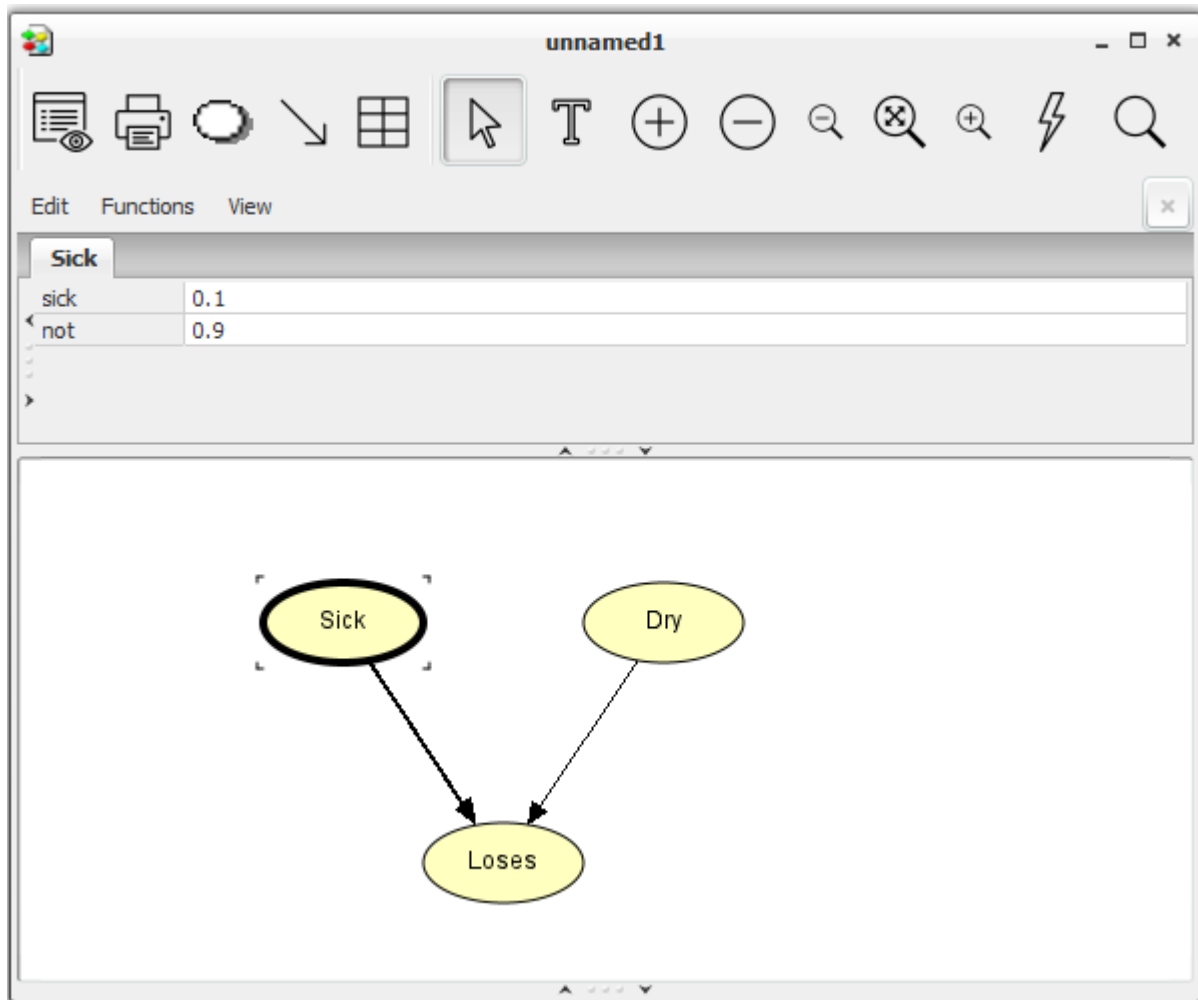 unnamed1
T
Edit Functions View
Sick
sick 0.1
not 0.9
Sick Dry
Loses